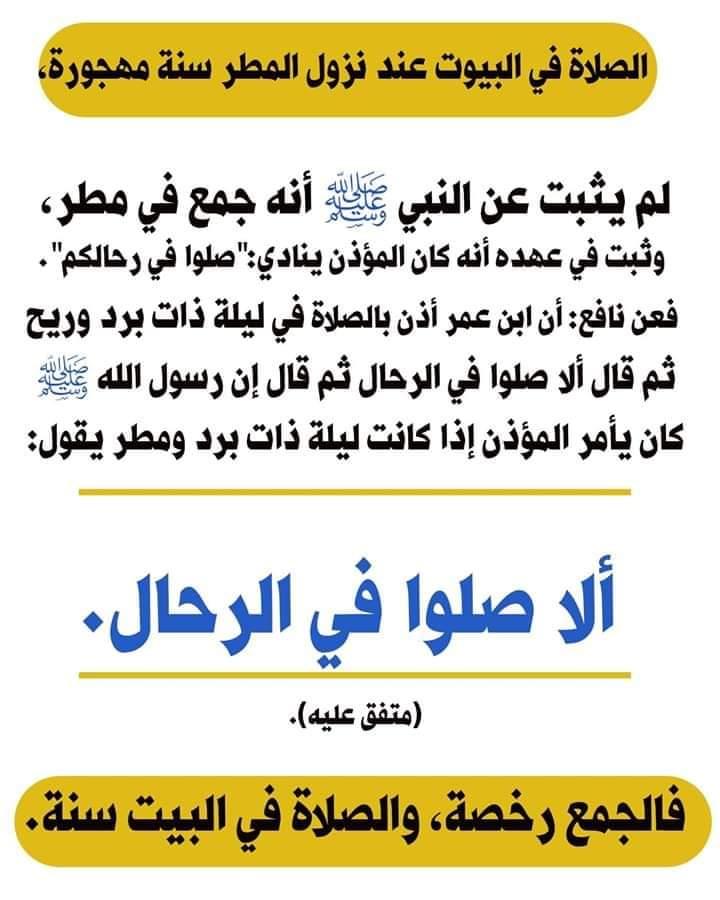 الصلاة في البيوت عند نزول المطر سنة مهجورة،
لم يثبت عن النبي ﷺ أنه جمع في مطر،
وثبت في عهده أنه كان المؤذن ينادي:"صلوا في رحالكم".
فعن نافع: أن ابن عمر أذن بالصلاة في ليلة ذات برد وريح
ثم قال ألا صلوا في الرحال ثم قال إن رسول الله ﷺ
كان يأمر المؤذن إذا كانت ليلة ذات برد ومطر يقول:
ألا صلوا في الرحال.
(متفق عليه).
فالجمع رخصة، والصلاة في البيت سنة.